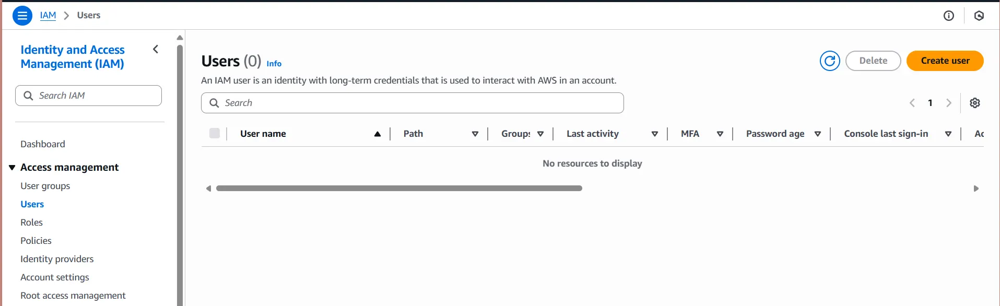 IAM > Users
Identity and Access
Management (IAM)
Search IAM
Dashboard
Access management
User groups
Users
Roles
Policies
Identity providers
Account settings
Root access management
Users (0) Info
Delete
Create user
An IAM user is an identity with long-term credentials that is used to interact with AWS in an account.
Search
1
User name Path Groups Last activity MFA Password age Console last sign-in
No resources to display